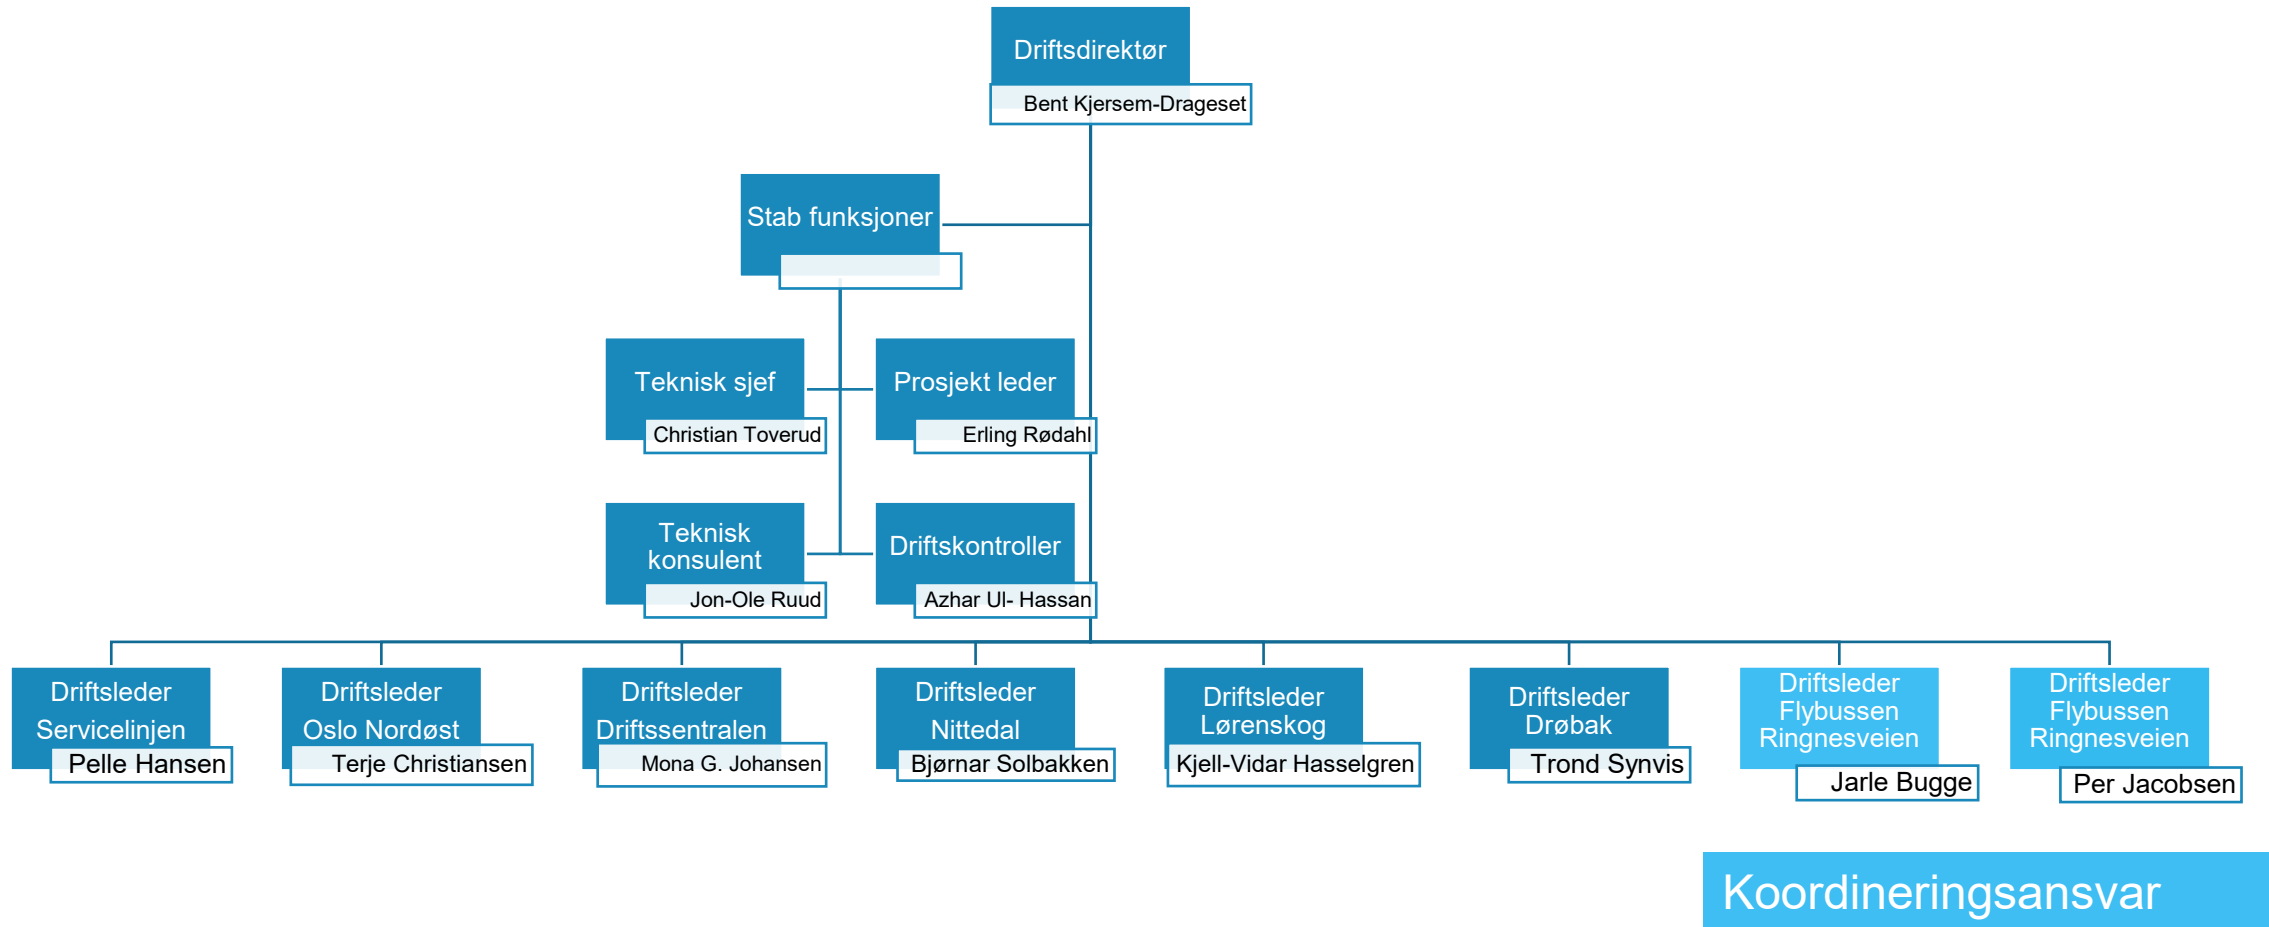 Driftsdirektør
Bent Kjersem-Drageset
Stab funksjoner
Teknisk sjef
Christian Toverud
Prosjekt leder
Erling Rødahl
Teknisk
konsulent
Jon-Ole Ruud
Driftskontroller
Azhar Ul- Hassan
Driftsleder
Servicelinjen
Pelle Hansen
Driftsleder
Oslo Nordøst
Terje Christiansen
Driftsleder
Driftssentralen
Mona G. Johansen
Driftsleder
Nittedal
Bjørnar Solbakken
Driftsleder
Lørenskog
Kjell-Vidar Hasselgren
Driftsleder
Drøbak
Trond Synvis
Driftsleder
Flybussen
Ringnesveien
Jarle Bugge
Driftsleder
Flybussen
Ringnesveien
Per Jacobsen
Koordineringsansvar